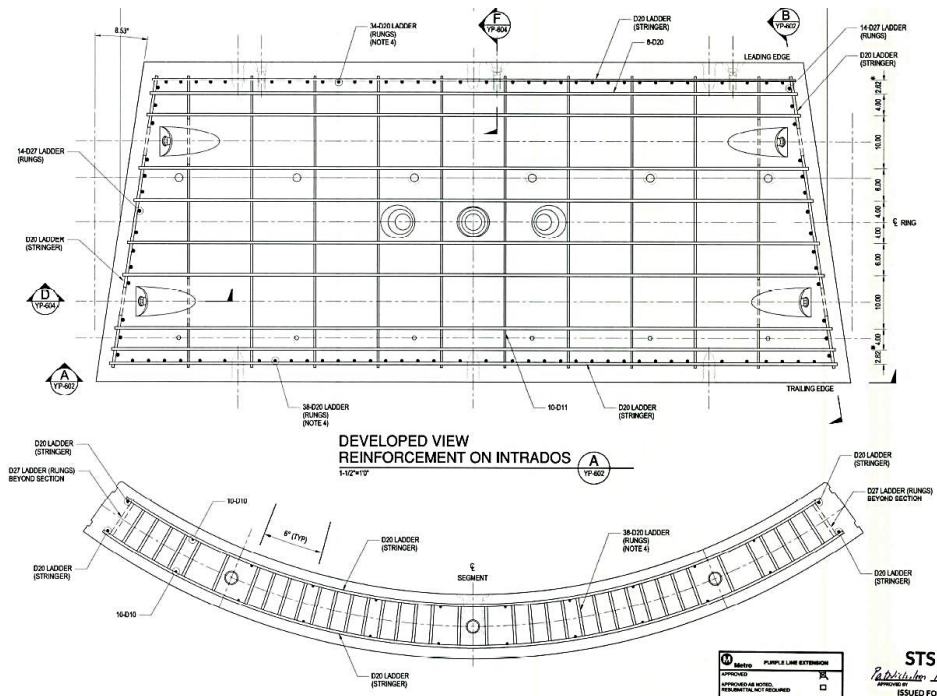 8.53°
34-D20 LADDER
(RUNGS)
(NOTE 4)
F
YP-604
D20 LADDER
(STRINGER)
8-D20
B
YP-602
14-D27 LADDER
(RUNGS)
LEADING EDGE
D20 LADDER
(STRINGER)
2.62
4.00
10.00
6.00
4.00
4.00
6.00
10.00
4.00
2.62
℄ RING
14-D27 LADDER
(RUNGS)
D20 LADDER
(STRINGER)
D
YP-604
A
YP-602
TRAILING EDGE
38-D20 LADDER
(RUNGS)
(NOTE 4)
10-D11
D20 LADDER
(STRINGER)
DEVELOPED VIEW
REINFORCEMENT ON INTRADOS
1-1/2"=1'0"
A
YP-602
D20 LADDER
(STRINGER)
D27 LADDER (RUNGS)
BEYOND SECTION
10-D10
6" (TYP)
D20 LADDER
(STRINGER)
℄
SEGMENT
38-D20 LADDER
(RUNGS)
(NOTE 4)
D20 LADDER
(STRINGER)
D27 LADDER (RUNGS)
BEYOND SECTION
D20 LADDER
(STRINGER)
10-D10
D20 LADDER
(STRINGER)
D20 LADDER
(STRINGER)
M Metro PURPLE LINE EXTENSION
APPROVED
APPROVED AS NOTED,
RESUBMITTAL NOT REQUIRED
STS
APPROVED BY
ISSUED FO